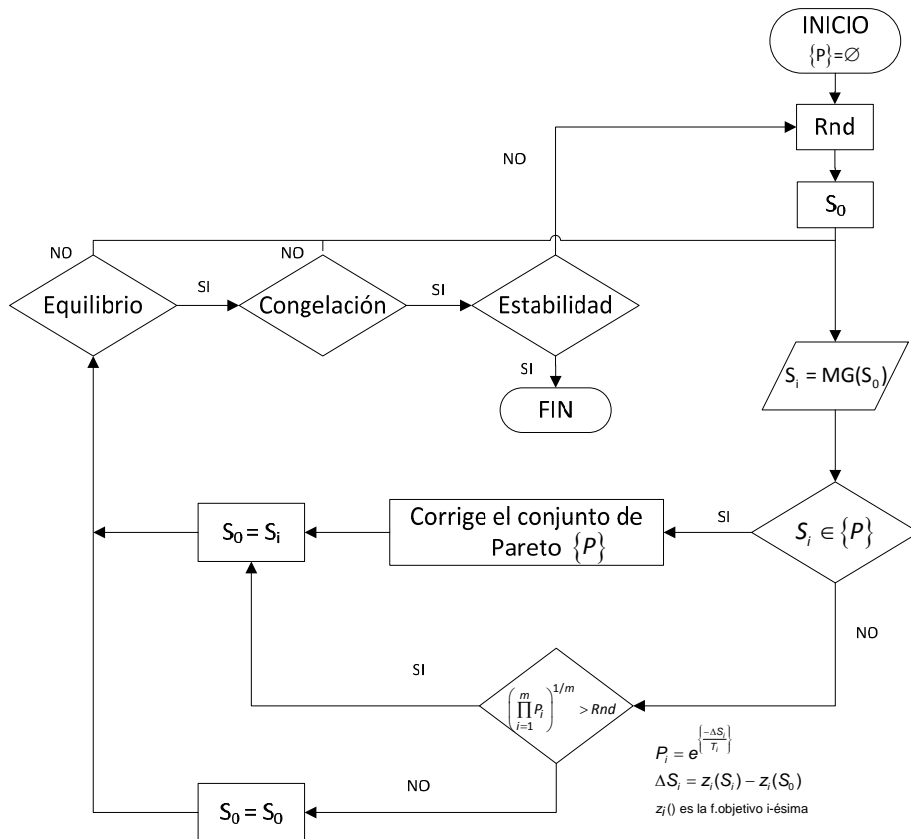 INICIO
{P}=∅
Rnd
NO
S₀
NO
NO
Equilibrio
SI
Congelación
SI
Estabilidad
SI
FIN
Sᵢ = MG(S₀)
Sᵢ ∈ {P}
SI
Corrige el conjunto de
Pareto {P}
S₀ = Sᵢ
NO
SI
(∏ᵢ₌₁ᵐ Pᵢ)^{1/m} > Rnd
NO
S₀ = S₀
Pᵢ = e^{{-ΔSᵢ/Tᵢ}}
ΔSᵢ = zᵢ(Sᵢ) − zᵢ(S₀)
zᵢ() es la f.objetivo i-ésima